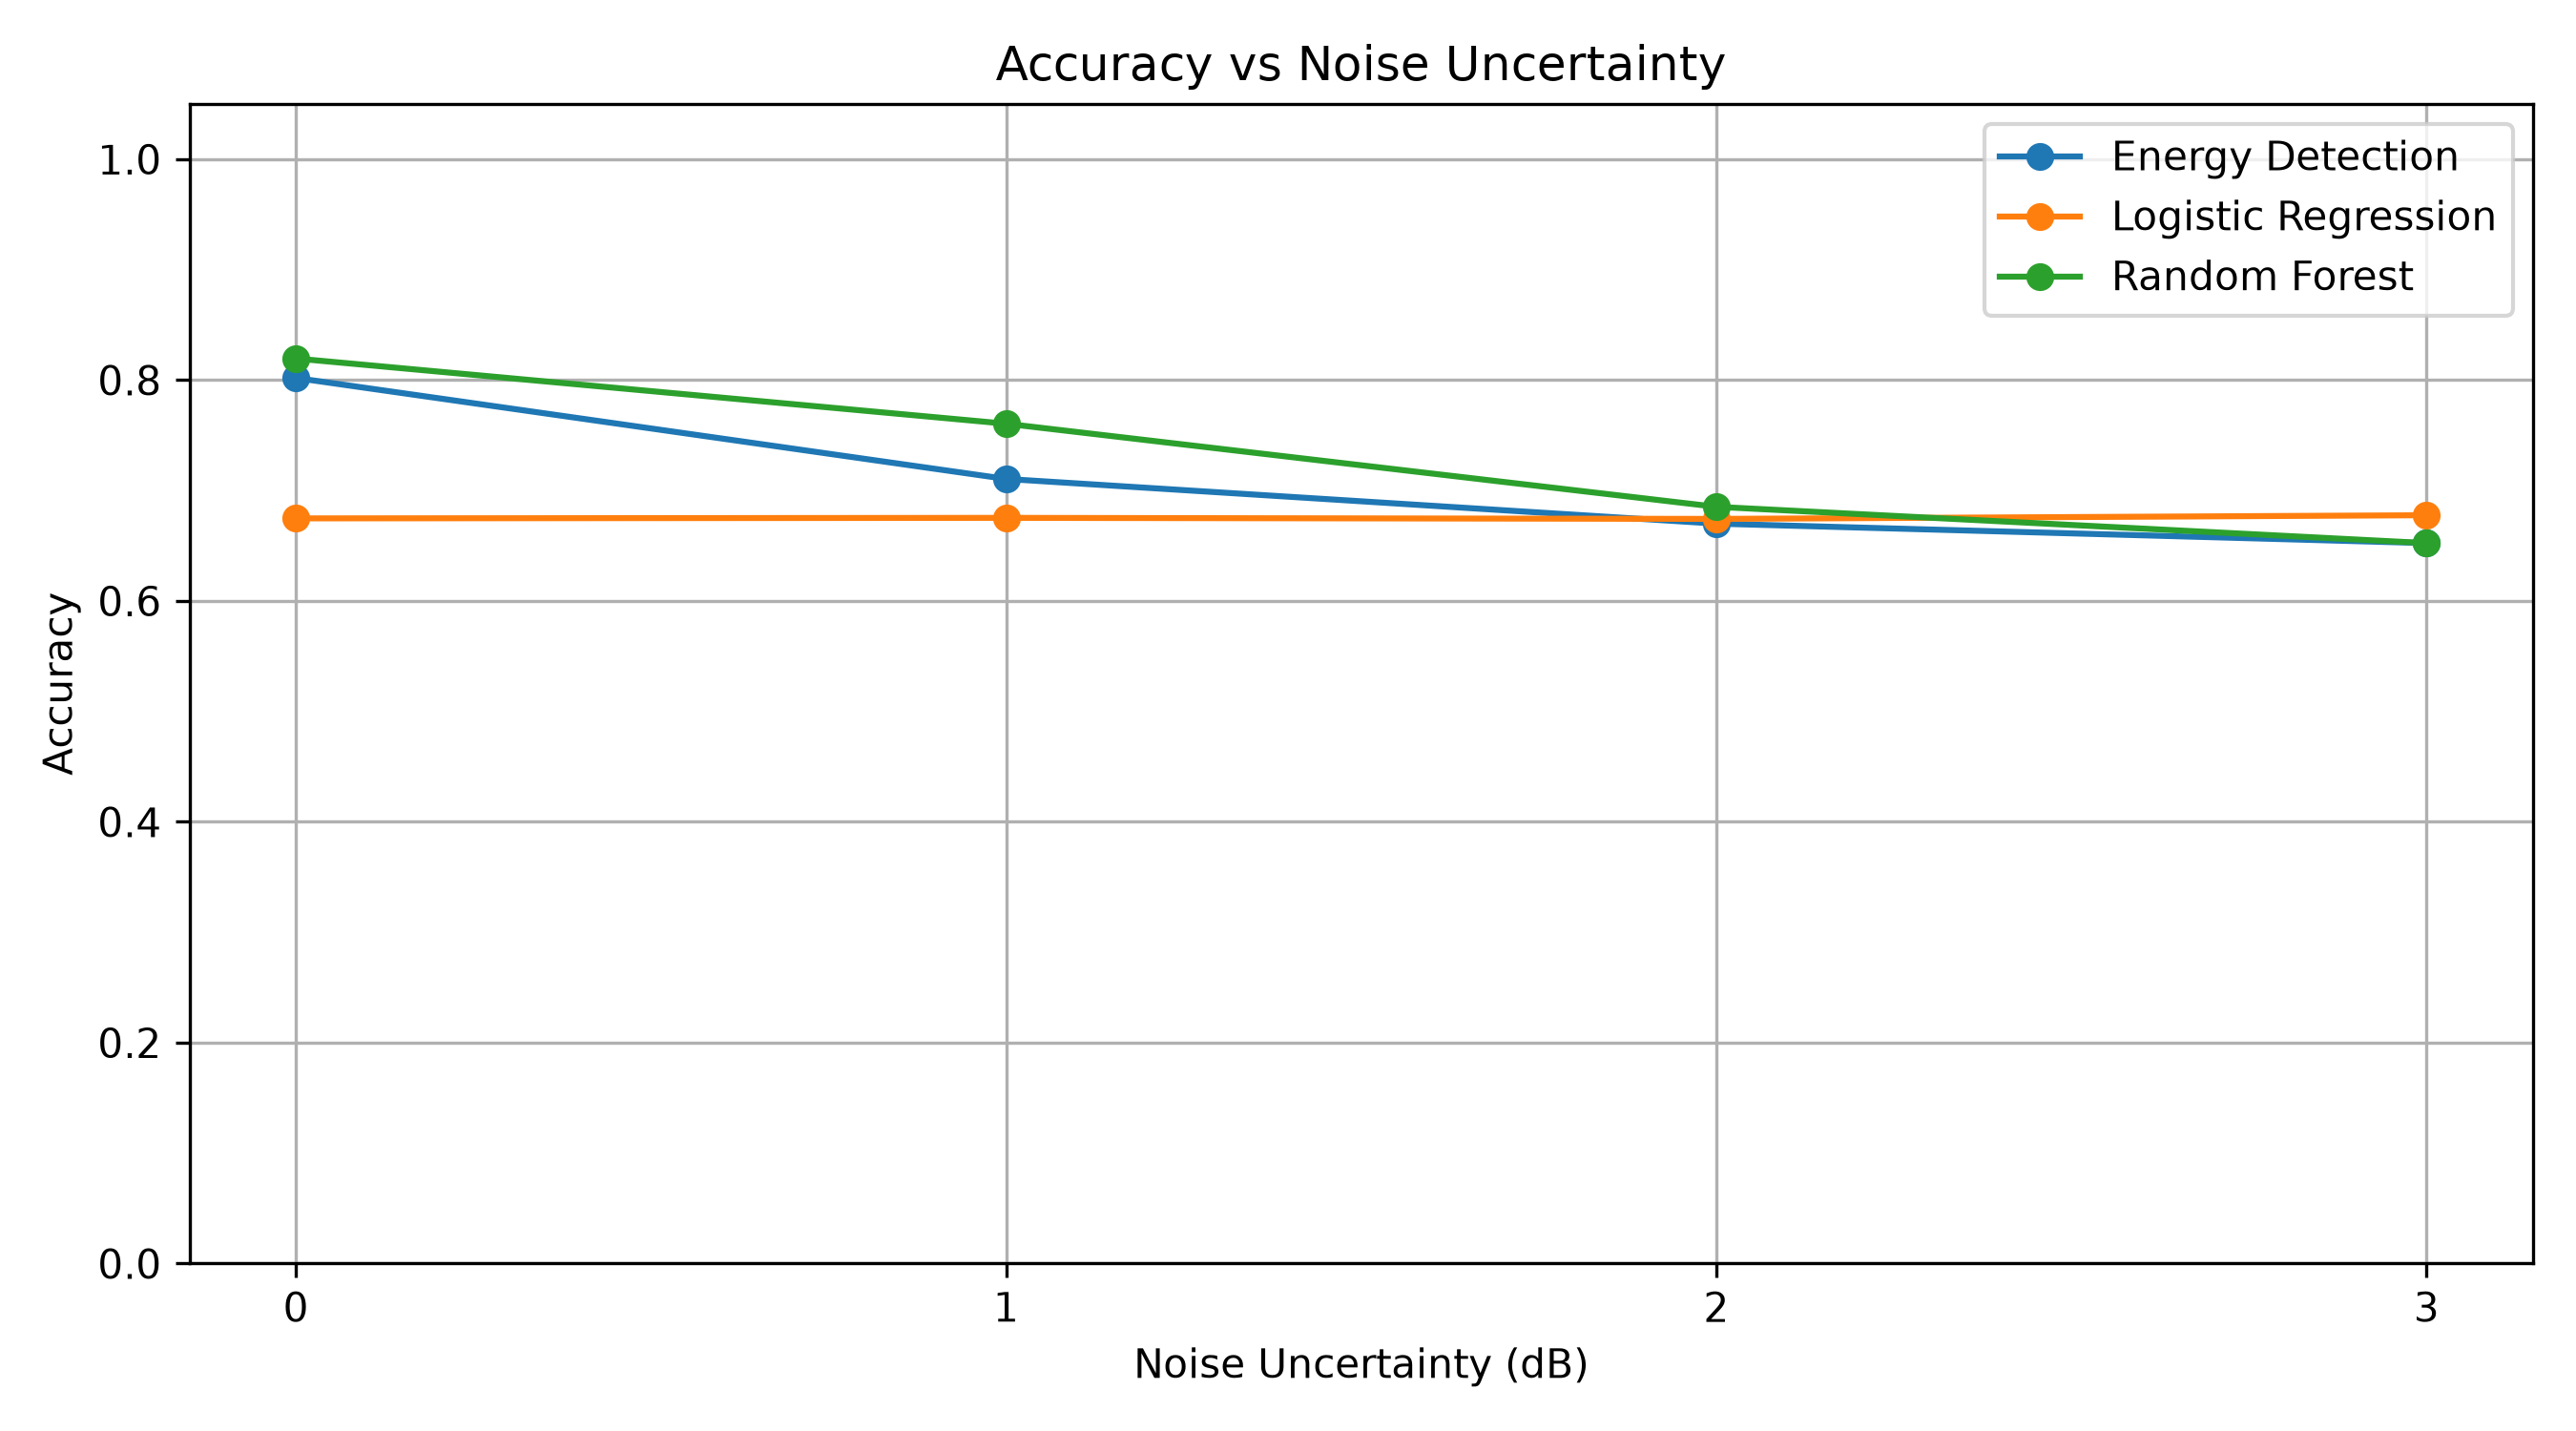 Accuracy vs Noise Uncertainty
Energy Detection
Logistic Regression
Random Forest
1.0
0.8
0.6
0.4
0.2
0.0
Accuracy
0 1 2 3
Noise Uncertainty (dB)